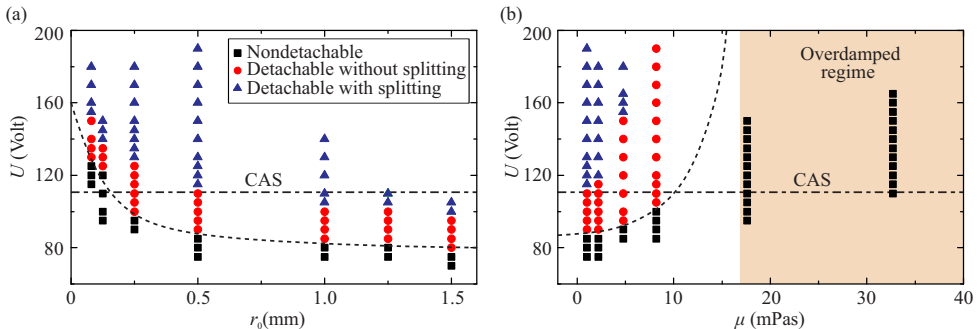 (a)
200
160
120
80
U (Volt)
Nondetachable
Detachable without splitting
Detachable with splitting
CAS
0
0.5
1.0
1.5
r₀(mm)
(b)
200
160
120
80
U (Volt)
Overdamped
regime
CAS
0
10
20
30
40
μ (mPas)